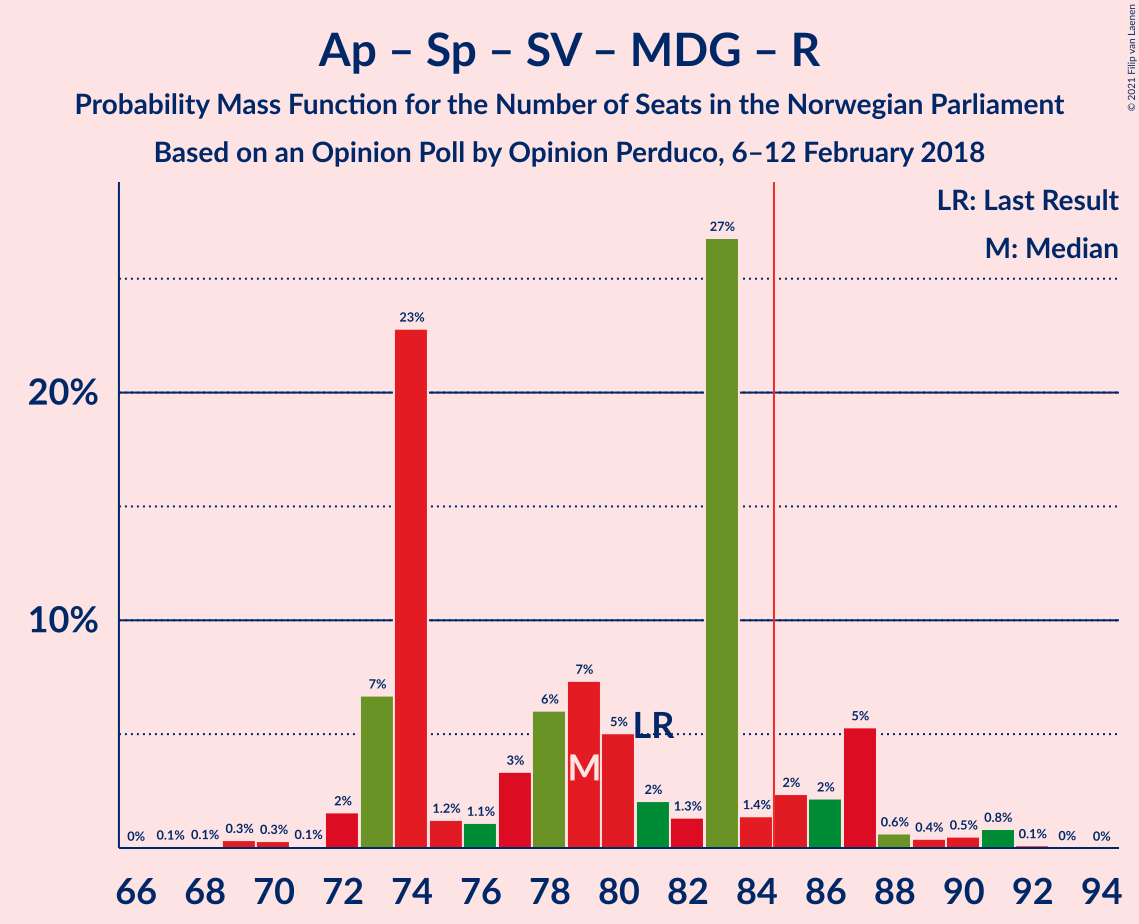 Ap – Sp – SV – MDG – R
Probability Mass Function for the Number of Seats in the Norwegian Parliament
Based on an Opinion Poll by Opinion Perduco, 6–12 February 2018
© 2021 Filip van Laenen
LR: Last Result
M: Median
20%
10%
0% 0.1% 0.1% 0.3% 0.3% 0.1% 2% 7% 23% 1.2% 1.1% 3% 6% 7% 5% 2% 1.3% 27% 1.4% 2% 2% 5% 0.6% 0.4% 0.5% 0.8% 0.1% 0% 0%
LR
M
66 68 70 72 74 76 78 80 82 84 86 88 90 92 94